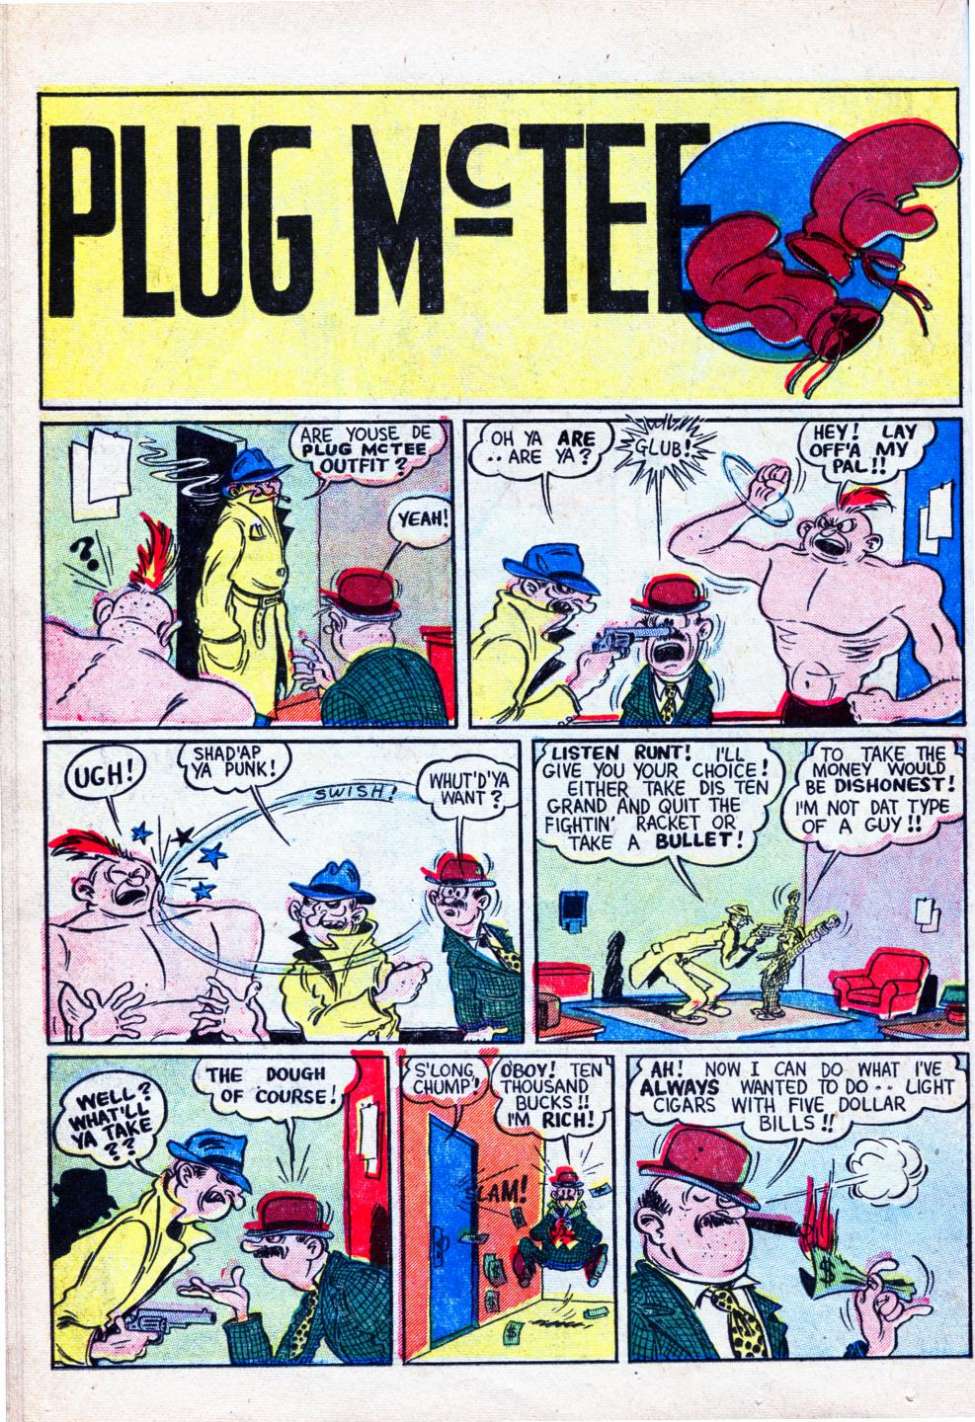 PLUG McTEE
ARE YOUSE DE
PLUG McTEE
OUTFIT?
YEAH!
?
OH YA ARE
.. ARE YA?
GLUB!
HEY! LAY
OFF'A MY
PAL!!
UGH!
SHAD'AP
YA PUNK!
SWISH!
WHUT'D'YA
WANT?
LISTEN RUNT! I'LL
GIVE YOU YOUR CHOICE!
EITHER TAKE DIS TEN
GRAND AND QUIT THE
FIGHTIN' RACKET OR
TAKE A BULLET!
TO TAKE THE
MONEY WOULD
BE DISHONEST!
I'M NOT DAT TYPE
OF A GUY!!
WELL?
WHAT'LL
YA TAKE
??
THE DOUGH
OF COURSE!
S'LONG,
CHUMP!
SLAM!
O'BOY! TEN
THOUSAND
BUCKS!!
I'M RICH!
$
AH! NOW I CAN DO WHAT I'VE
ALWAYS WANTED TO DO.. LIGHT
CIGARS WITH FIVE DOLLAR
BILLS!!
$